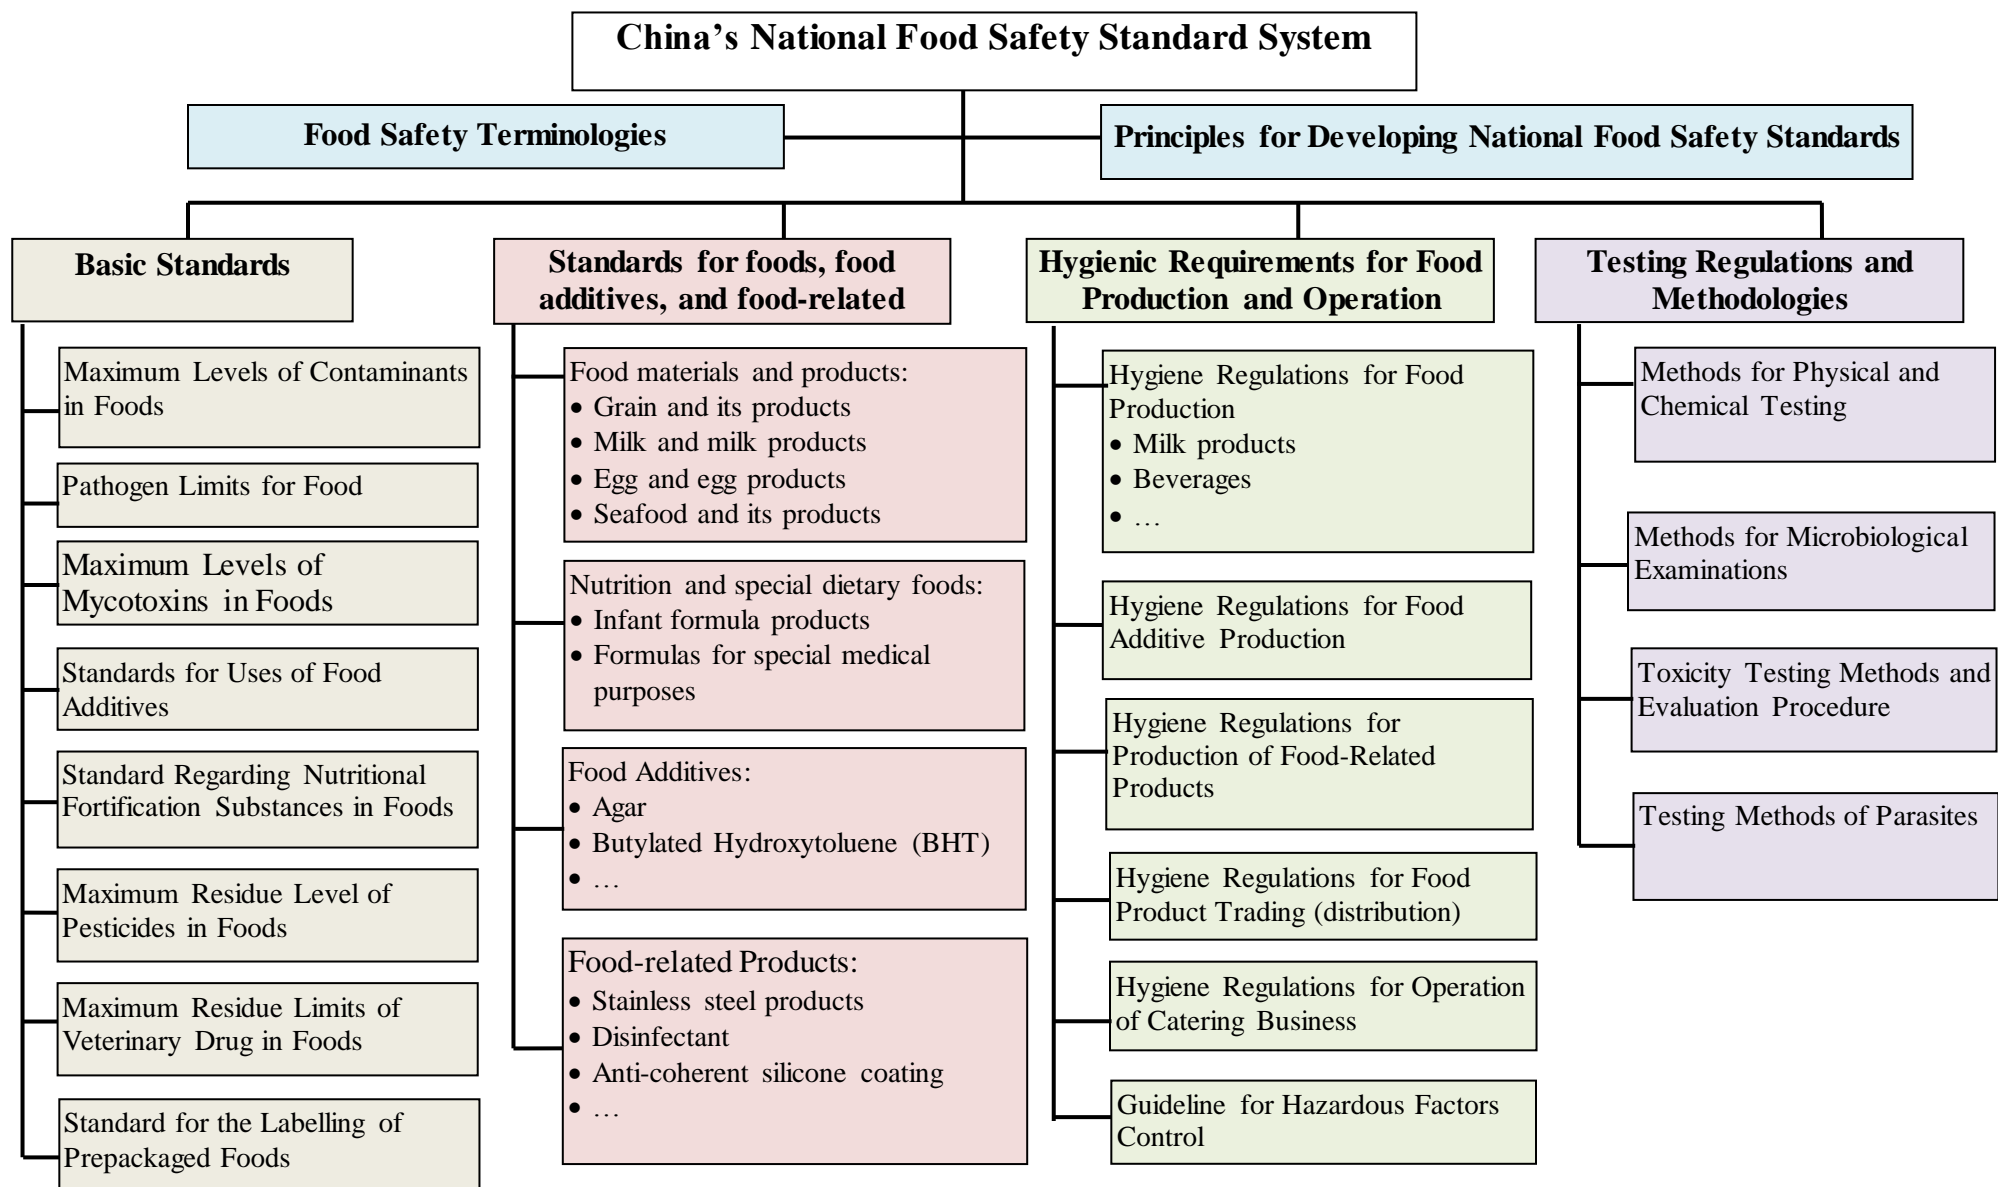 China's National Food Safety Standard System
Food Safety Terminologies
Principles for Developing National Food Safety Standards
Basic Standards
Maximum Levels of Contaminants
in Foods
Pathogen Limits for Food
Maximum Levels of
Mycotoxins in Foods
Standards for Uses of Food
Additives
Standard Regarding Nutritional
Fortification Substances in Foods
Maximum Residue Level of
Pesticides in Foods
Maximum Residue Limits of
Veterinary Drug in Foods
Standard for the Labelling of
Prepackaged Foods
Standards for foods, food
additives, and food-related
Food materials and products:
• Grain and its products
• Milk and milk products
• Egg and egg products
• Seafood and its products
Nutrition and special dietary foods:
• Infant formula products
• Formulas for special medical
purposes
Food Additives:
• Agar
• Butylated Hydroxytoluene (BHT)
• …
Food-related Products:
• Stainless steel products
• Disinfectant
• Anti-coherent silicone coating
• …
Hygienic Requirements for Food
Production and Operation
Hygiene Regulations for Food
Production
• Milk products
• Beverages
• …
Hygiene Regulations for Food
Additive Production
Hygiene Regulations for
Production of Food-Related
Products
Hygiene Regulations for Food
Product Trading (distribution)
Hygiene Regulations for Operation
of Catering Business
Guideline for Hazardous Factors
Control
Testing Regulations and
Methodologies
Methods for Physical and
Chemical Testing
Methods for Microbiological
Examinations
Toxicity Testing Methods and
Evaluation Procedure
Testing Methods of Parasites